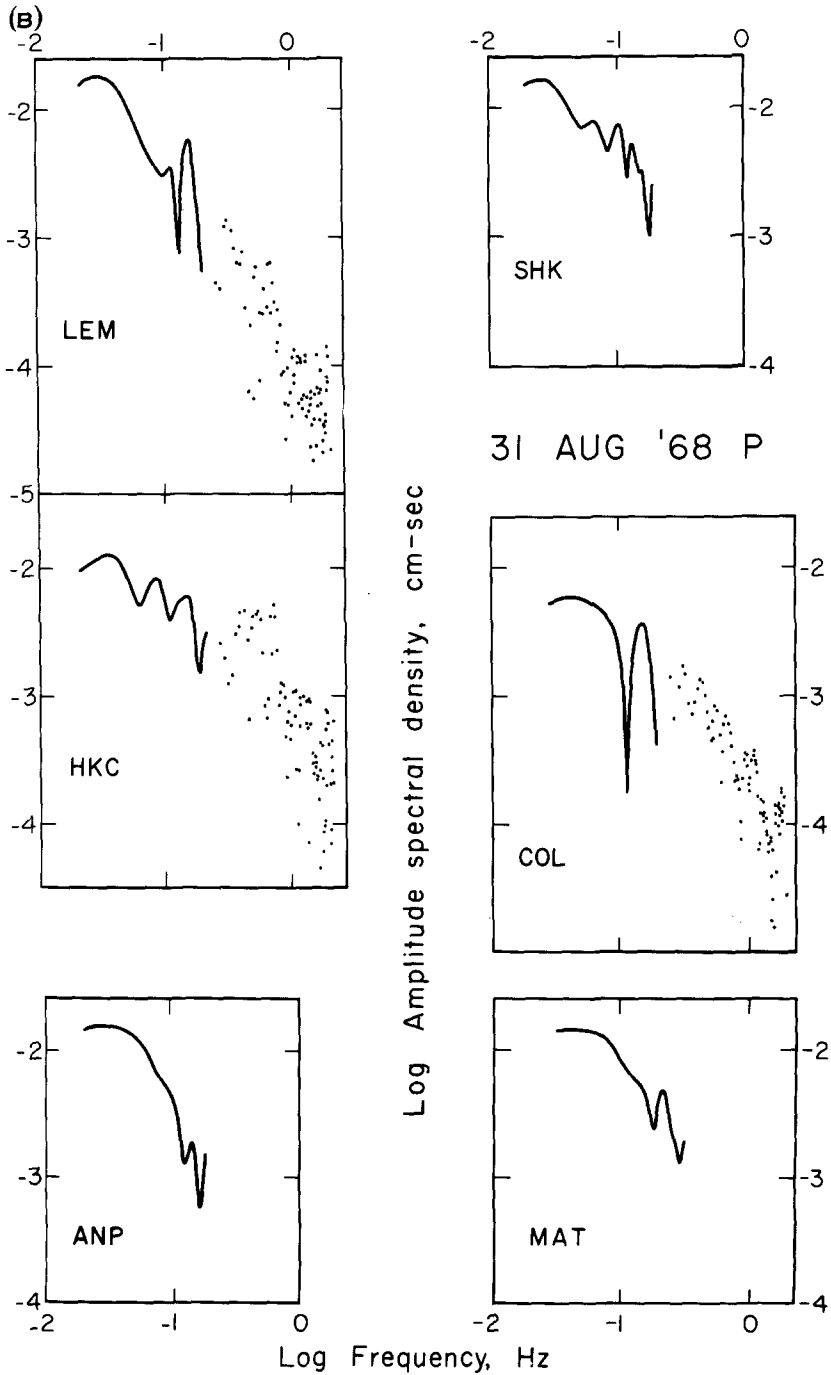 (B)
-2 -1 0
-2
-3
-4
-5
LEM
-2 -1 0
-2
-3
-4
SHK
31 AUG '68 P
-2
-3
-4
HKC
-2
-3
-4
COL
Log Amplitude spectral density, cm-sec
-2
-3
-4
ANP
-2 -1 0
-2
-3
-4
MAT
-2 -1 0
Log Frequency, Hz